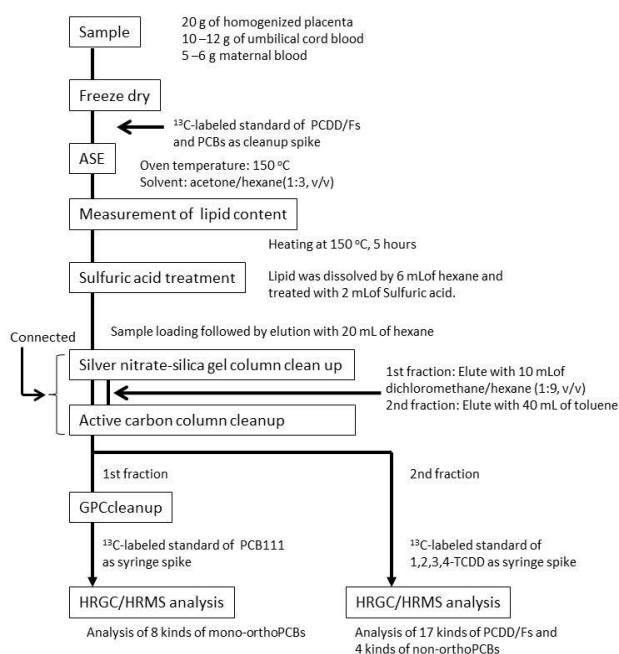 Sample
20 g of homogenized placenta
10 –12 g of umbilical cord blood
5 –6 g maternal blood
Freeze dry
¹³C-labeled standard of PCDD/Fs
and PCBs as cleanup spike
ASE
Oven temperature: 150 °C
Solvent: acetone/hexane(1:3, v/v)
Measurement of lipid content
Heating at 150 °C, 5 hours
Sulfuric acid treatment
Lipid was dissolved by 6 mLof hexane and
treated with 2 mLof Sulfuric acid.
Sample loading followed by elution with 20 mL of hexane
Connected
Silver nitrate-silica gel column clean up
1st fraction: Elute with 10 mLof
dichloromethane/hexane (1:9, v/v)
2nd fraction: Elute with 40 mL of toluene
Active carbon column cleanup
1st fraction
2nd fraction
GPCcleanup
¹³C-labeled standard of PCB111
as syringe spike
¹³C-labeled standard of
1,2,3,4-TCDD as syringe spike
HRGC/HRMS analysis
HRGC/HRMS analysis
Analysis of 8 kinds of mono-orthoPCBs
Analysis of 17 kinds of PCDD/Fs and
4 kinds of non-orthoPCBs